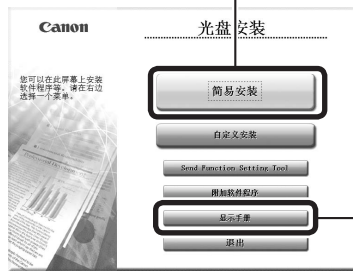 Canon
光盘安装
您可以在此屏幕上安装
软件程序等。请在右边
选择一个菜单。
简易安装
自定义安装
Send Function Setting Tool
附加软件程序
显示手册
退出